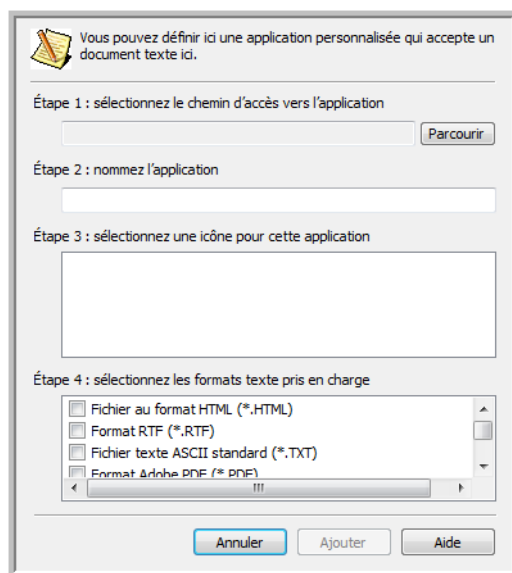 Vous pouvez définir ici une application personnalisée qui accepte un
document texte ici.
Étape 1 : sélectionnez le chemin d’accès vers l’application
Parcourir
Étape 2 : nommez l’application
Étape 3 : sélectionnez une icône pour cette application
Étape 4 : sélectionnez les formats texte pris en charge
Fichier au format HTML (*.HTML)
Format RTF (*.RTF)
Fichier texte ASCII standard (*.TXT)
Format Adobe PDF (*.PDF)
Annuler Ajouter Aide